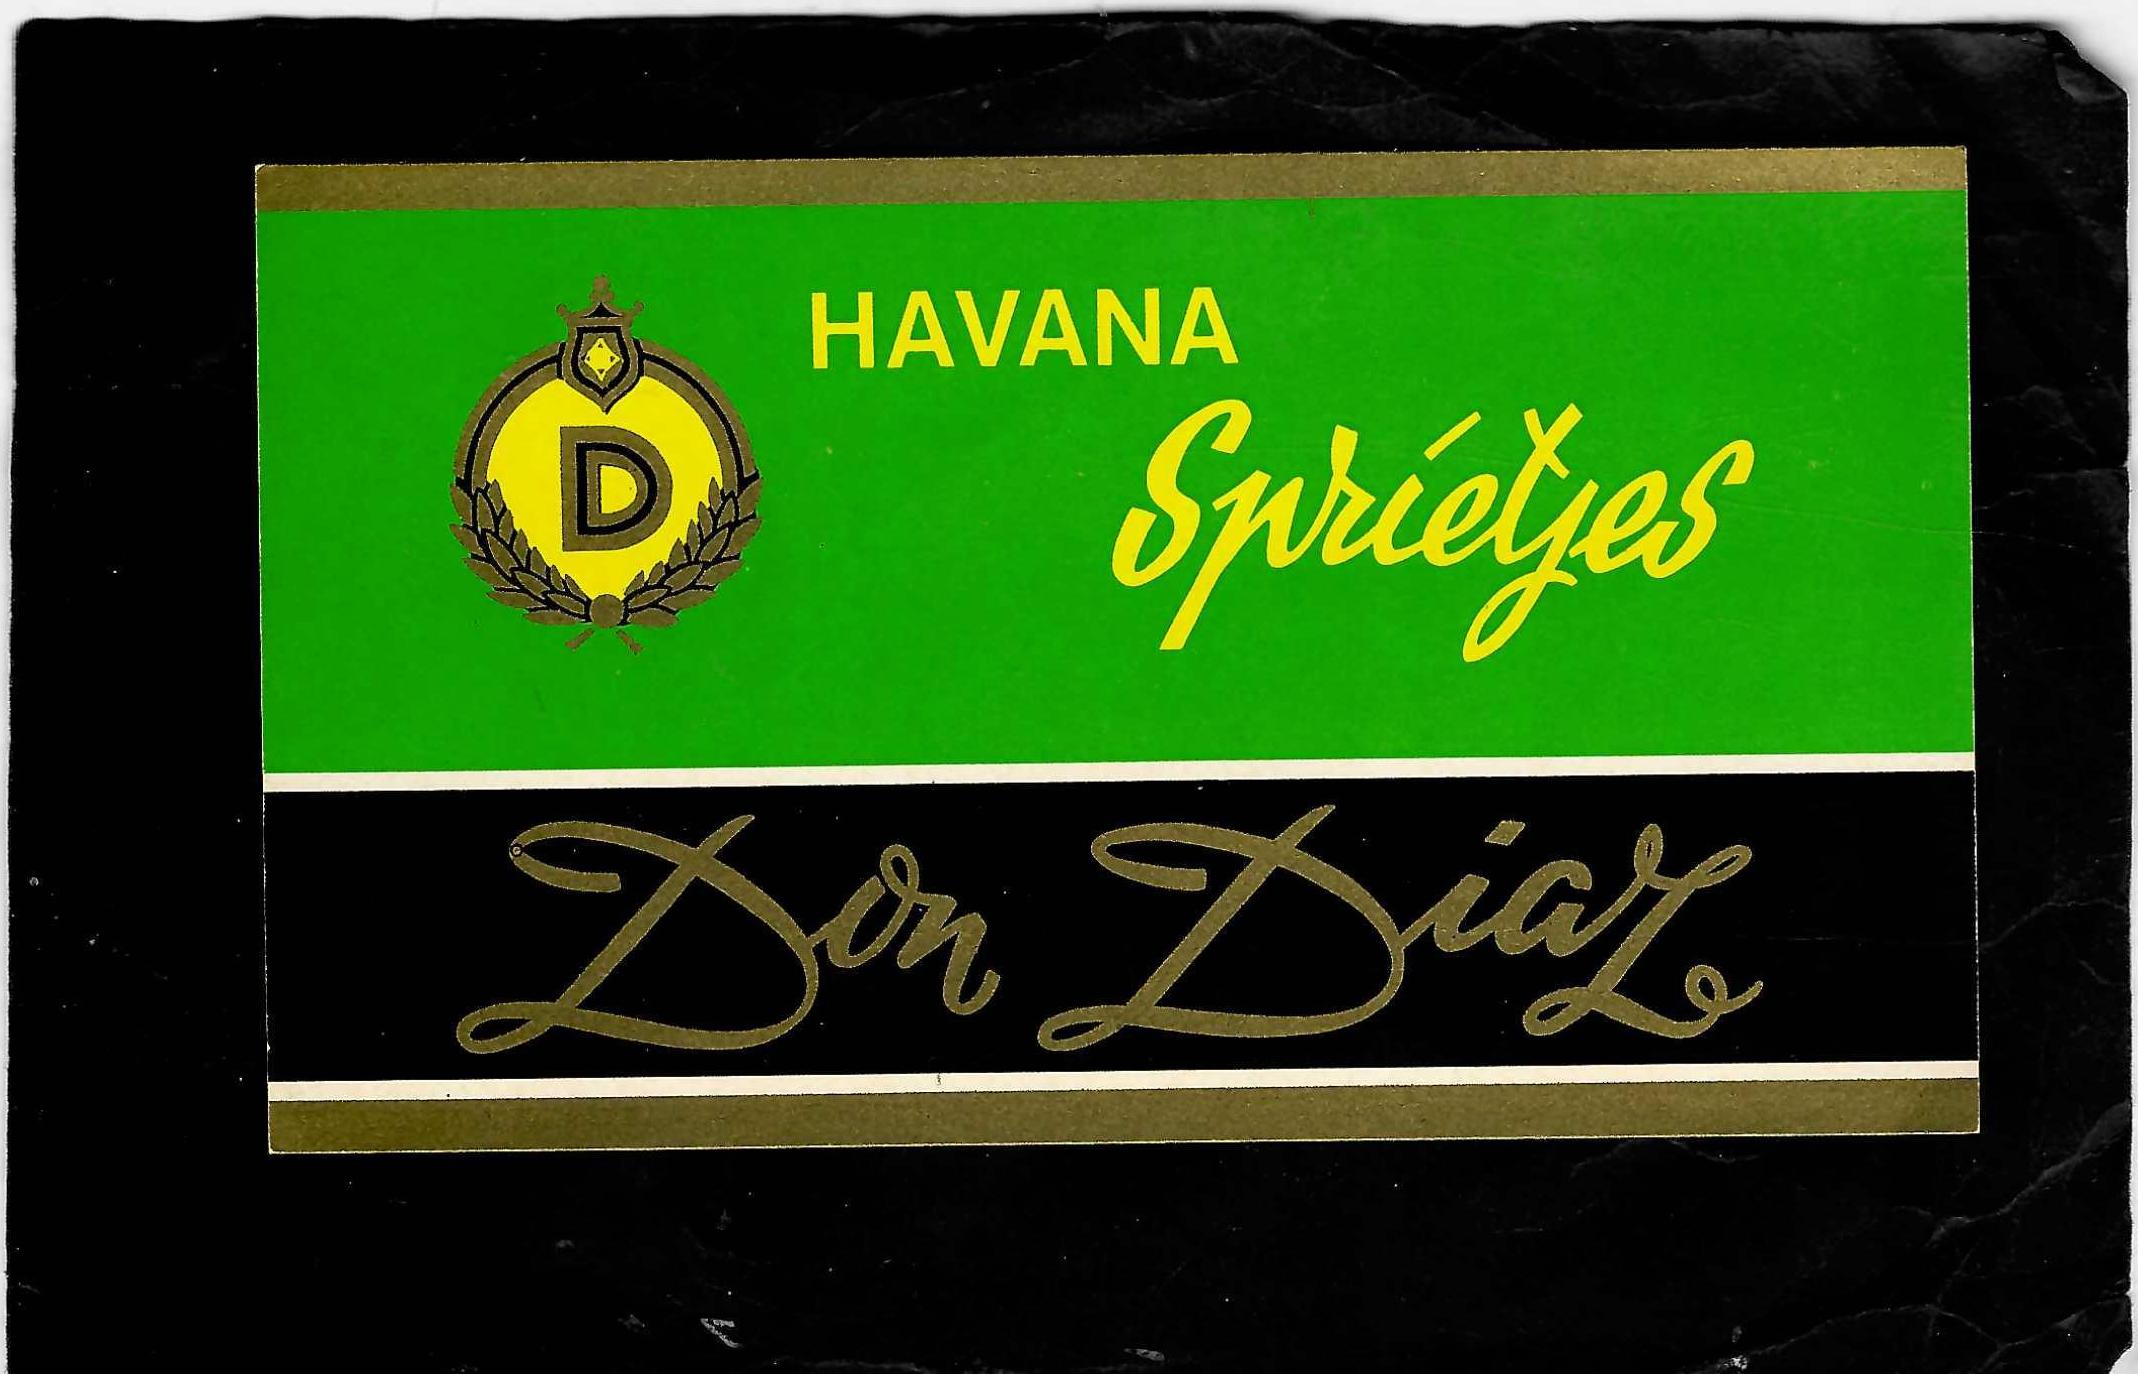 HAVANA
Sprietjes
D
Don Diaz